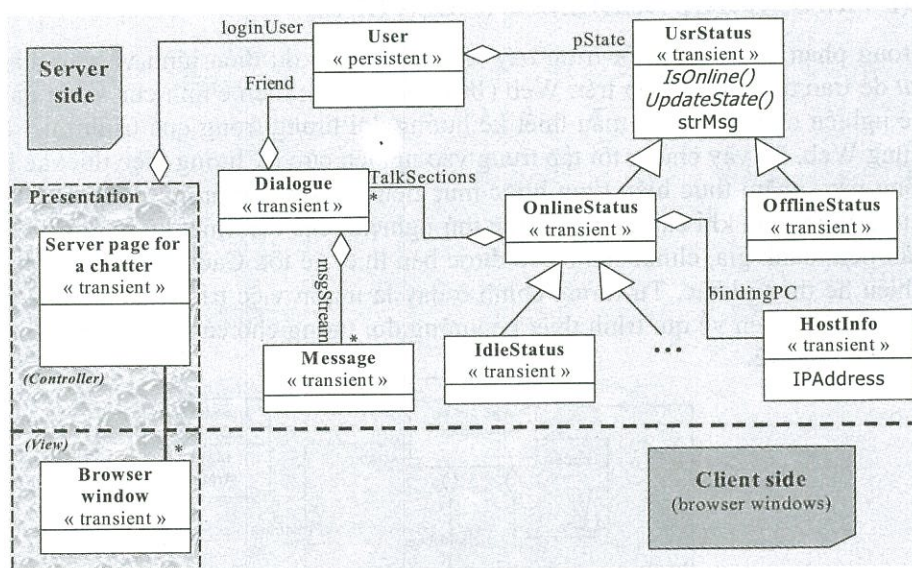 loginUser
User
« persistent »
pState
UsrStatus
« transient »
IsOnline()
UpdateState()
strMsg
Server
side
Friend
Presentation
Server page for
a chatter
« transient »
(Controller)
Dialogue
« transient »
TalkSections
*
OnlineStatus
« transient »
OfflineStatus
« transient »
msgStream
*
Message
« transient »
IdleStatus
« transient »
...
bindingPC
HostInfo
« transient »
IPAddress
(View)
*
Browser
window
« transient »
Client side
(browser windows)